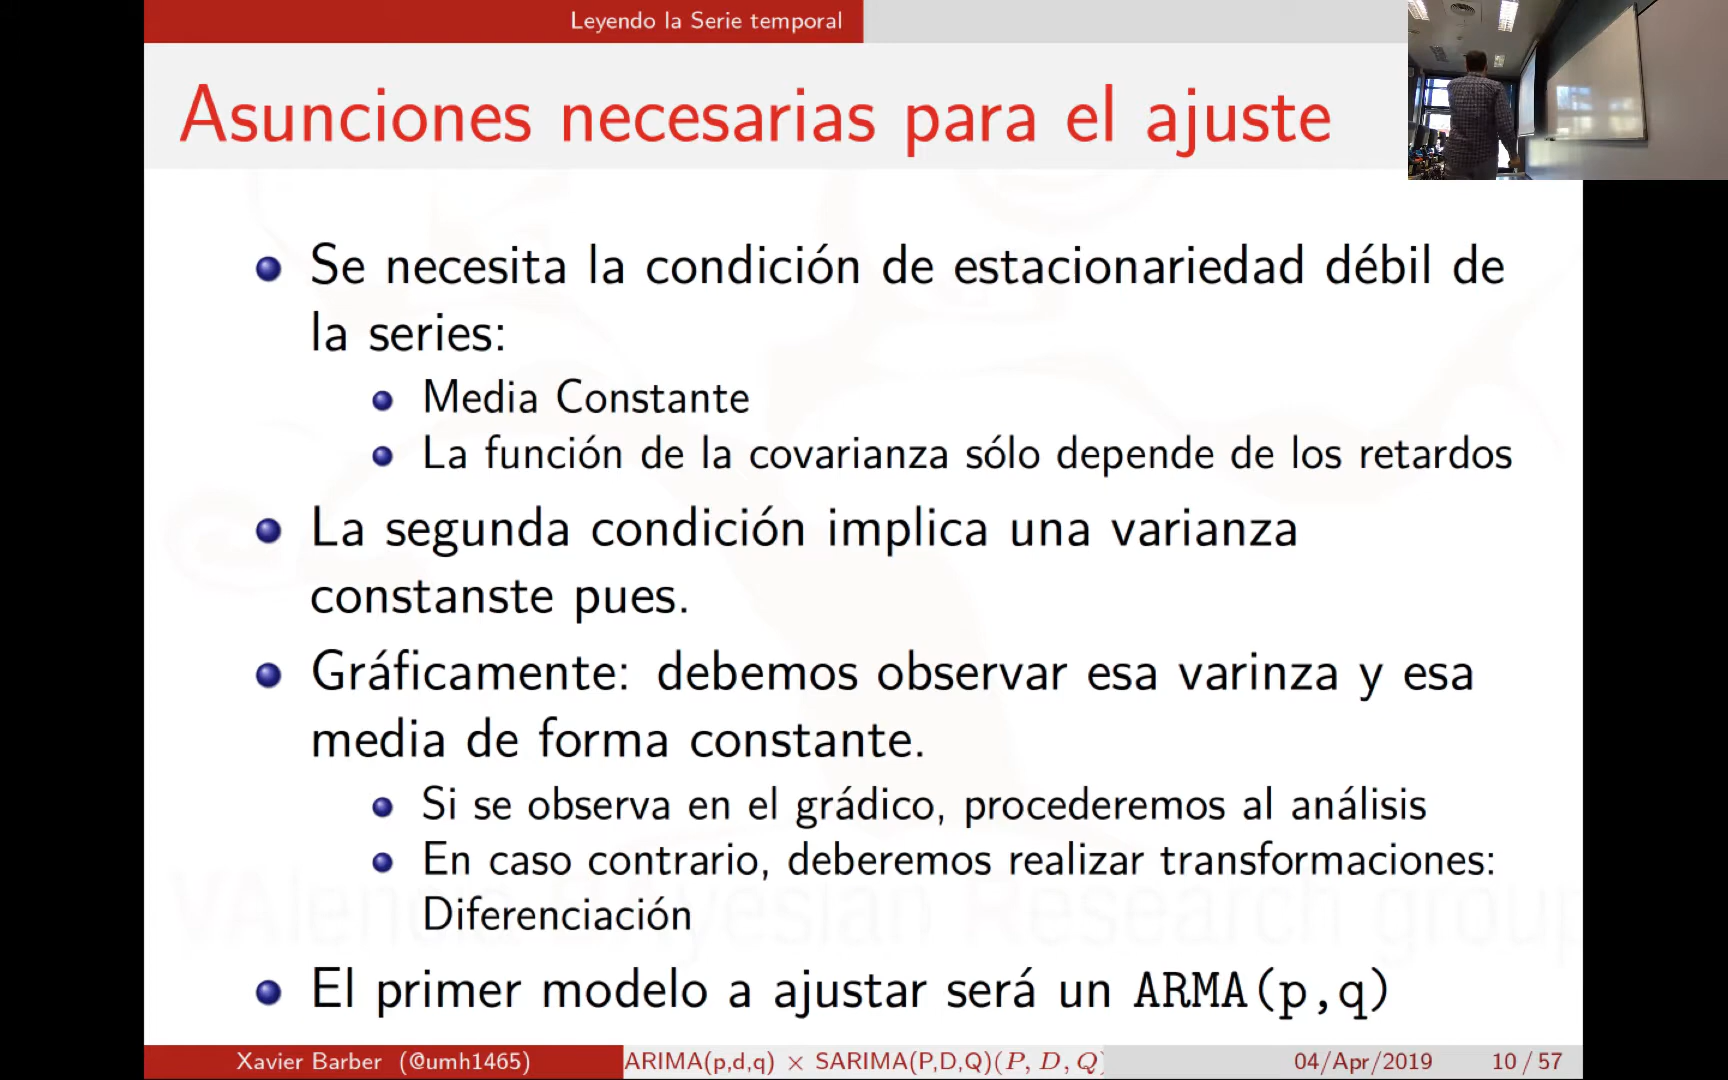 Leyendo la Serie temporal
Asunciones necesarias para el ajuste
Se necesita la condición de estacionariedad débil de
la series:
Media Constante
La función de la covarianza sólo depende de los retardos
La segunda condición implica una varianza
constanste pues.
Gráficamente: debemos observar esa varinza y esa
media de forma constante.
Si se observa en el grádico, procederemos al análisis
En caso contrario, deberemos realizar transformaciones:
Diferenciación
VAlencia BAyesian Research group
El primer modelo a ajustar será un ARMA(p,q)
Xavier Barber (@umh1465) ARIMA(p,d,q) × SARIMA(P,D,Q)(P, D, Q) 04/Apr/2019 10 / 57